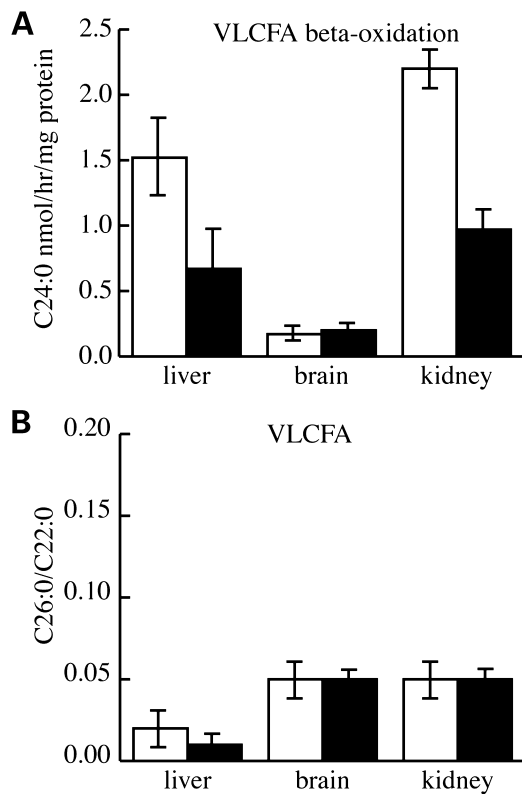 A
VLCFA beta-oxidation
C24:0 nmol/hr/mg protein
2.5
2.0
1.5
1.0
0.5
0.0
liver brain kidney
B
VLCFA
C26:0/C22:0
0.20
0.15
0.10
0.05
0.00
liver brain kidney